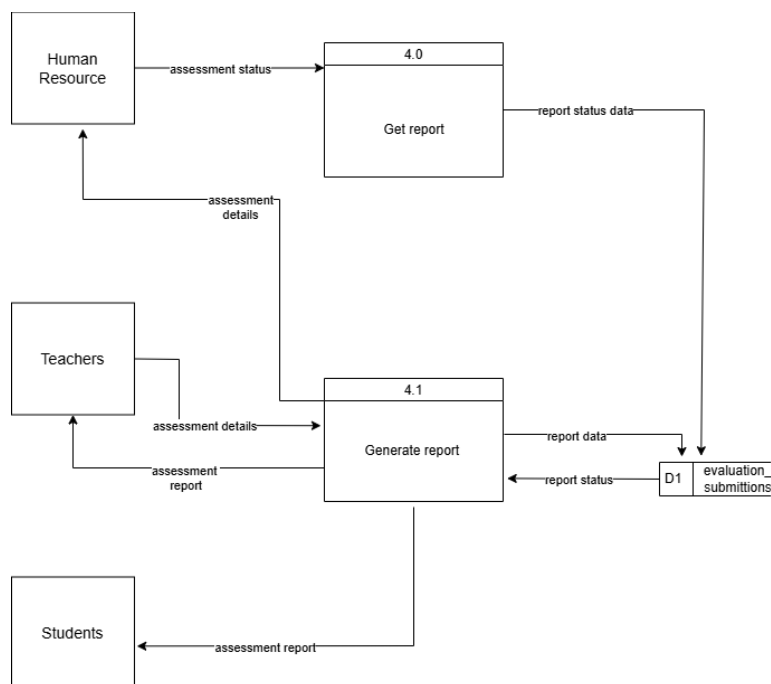 Human
Resource
assessment status
4.0
Get report
report status data
assessment
details
Teachers
assessment details
assessment
report
4.1
Generate report
report data
report status
D1
evaluation_
submittions
Students
assessment report